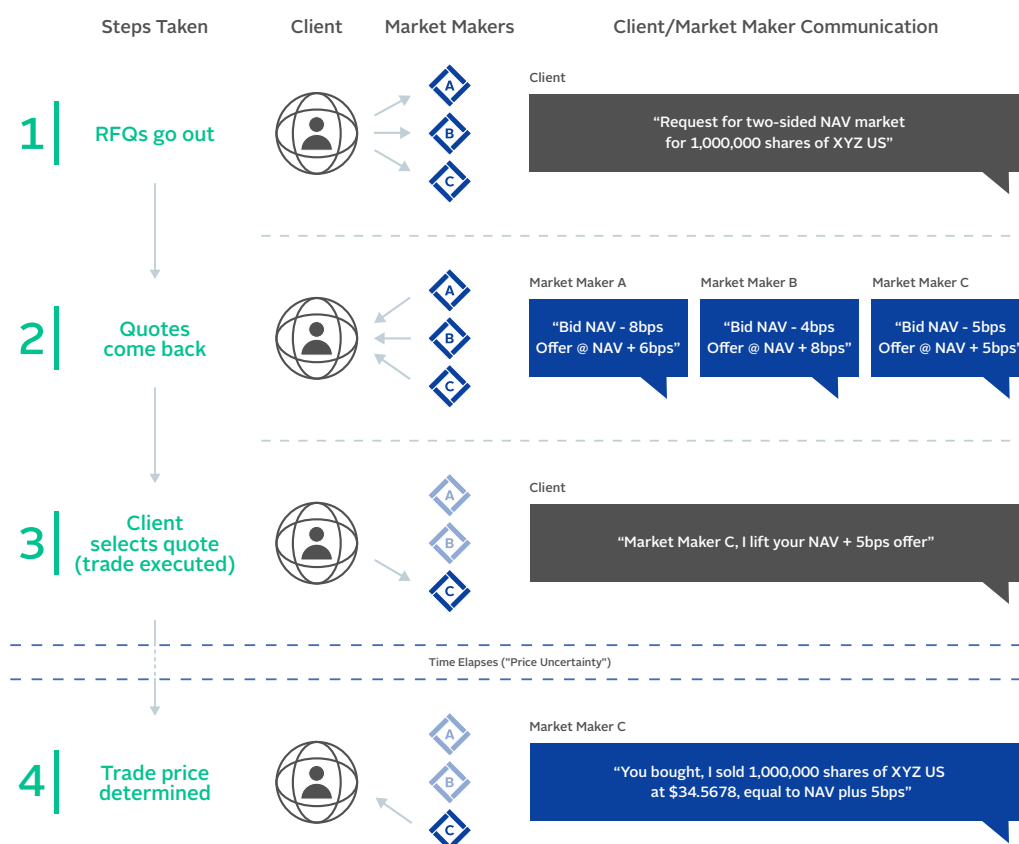 Steps Taken
Client
Market Makers
Client/Market Maker Communication
1
RFQs go out
A
B
C
Client
“Request for two-sided NAV market
for 1,000,000 shares of XYZ US”
2
Quotes
come back
A
B
C
Market Maker A
“Bid NAV - 8bps
Offer @ NAV + 6bps”
Market Maker B
“Bid NAV - 4bps
Offer @ NAV + 8bps”
Market Maker C
“Bid NAV - 5bps
Offer @ NAV + 5bps”
3
Client
selects quote
(trade executed)
A
B
C
Client
“Market Maker C, I lift your NAV + 5bps offer”
Time Elapses ("Price Uncertainty")
4
Trade price
determined
A
B
C
Market Maker C
“You bought, I sold 1,000,000 shares of XYZ US
at $34.5678, equal to NAV plus 5bps”